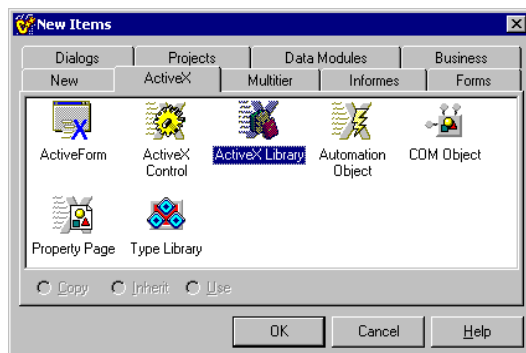 New Items
Dialogs Projects Data Modules Business
New ActiveX Multitier Informes Forms
ActiveForm ActiveX Control ActiveX Library Automation Object COM Object
Property Page Type Library
Copy Inherit Use
OK Cancel Help